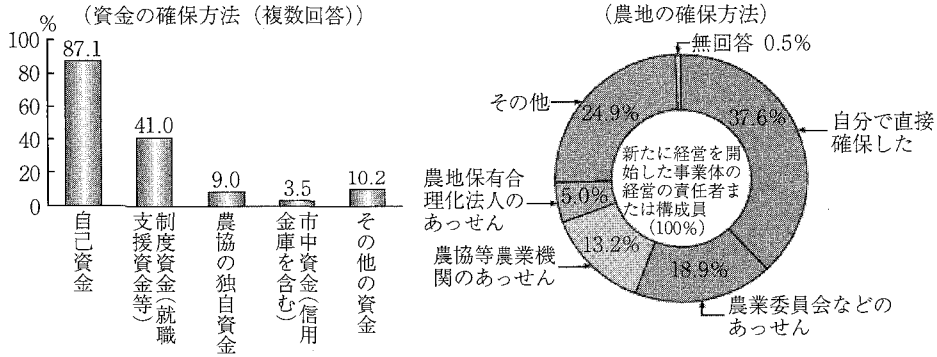 (資金の確保方法(複数回答))
%
100
80
60
40
20
0
87.1
41.0
9.0
3.5
10.2
自己資金
制度資金(就職
支援資金等)
農協の独自資金
市中資金(信用
金庫を含む)
その他の資金
(農地の確保方法)
無回答 0.5%
その他
24.9%
37.6%
自分で直接
確保した
新たに経営を開
始した事業体の
経営の責任者ま
たは構成員
(100%)
農地保有合
理化法人の
あっせん
5.0%
農協等農業機
関のあっせん
13.2%
18.9%
農業委員会などの
あっせん